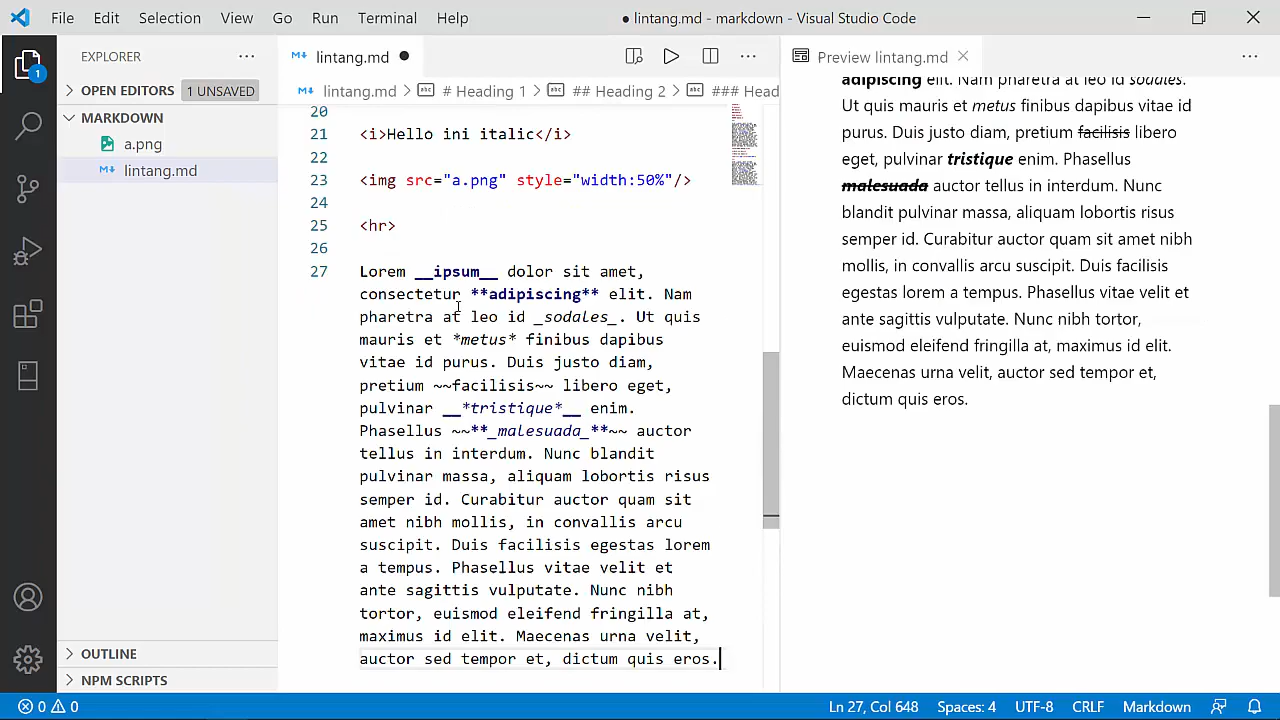 File Edit Selection View Go Run Terminal Help
● lintang.md - markdown - Visual Studio Code
EXPLORER
OPEN EDITORS 1 UNSAVED
MARKDOWN
a.png
lintang.md
OUTLINE
NPM SCRIPTS
1
lintang.md ●
lintang.md > # Heading 1 > ## Heading 2 > ### Head
20
21 <i>Hello ini italic</i>
22
23 <img src="a.png" style="width:50%"/>
24
25 <hr>
26
27 Lorem __ipsum__ dolor sit amet,
consectetur **adipiscing** elit. Nam
pharetra at leo id _sodales_. Ut quis
mauris et *metus* finibus dapibus
vitae id purus. Duis justo diam,
pretium ~~facilisis~~ libero eget,
pulvinar __*tristique*__ enim.
Phasellus ~~**_malesuada_**~~ auctor
tellus in interdum. Nunc blandit
pulvinar massa, aliquam lobortis risus
semper id. Curabitur auctor quam sit
amet nibh mollis, in convallis arcu
suscipit. Duis facilisis egestas lorem
a tempus. Phasellus vitae velit et
ante sagittis vulputate. Nunc nibh
tortor, euismod eleifend fringilla at,
maximus id elit. Maecenas urna velit,
auctor sed tempor et, dictum quis eros.
Preview lintang.md
adipiscing elit. Nam pharetra at leo id sodales.
Ut quis mauris et metus finibus dapibus vitae id
purus. Duis justo diam, pretium facilisis libero
eget, pulvinar tristique enim. Phasellus
malesuada auctor tellus in interdum. Nunc
blandit pulvinar massa, aliquam lobortis risus
semper id. Curabitur auctor quam sit amet nibh
mollis, in convallis arcu suscipit. Duis facilisis
egestas lorem a tempus. Phasellus vitae velit et
ante sagittis vulputate. Nunc nibh tortor,
euismod eleifend fringilla at, maximus id elit.
Maecenas urna velit, auctor sed tempor et,
dictum quis eros.
0 0 Ln 27, Col 648 Spaces: 4 UTF-8 CRLF Markdown